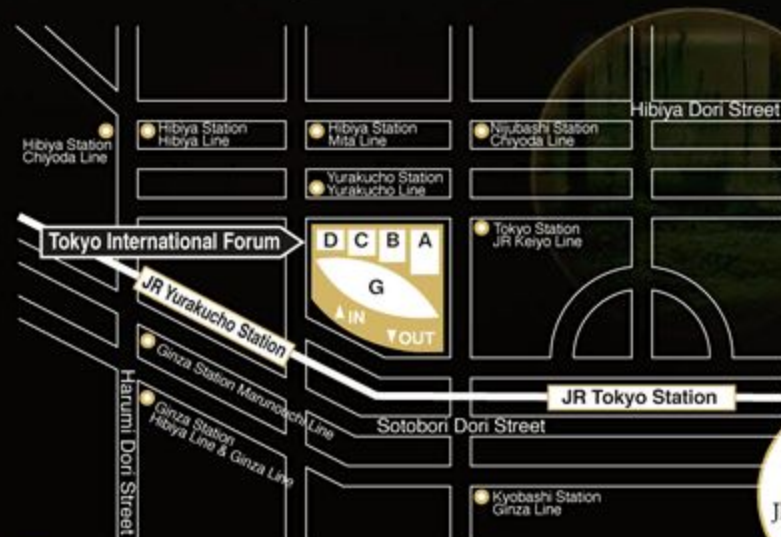 Hibiya Dori Street
Hibiya Station
Chiyoda Line
Hibiya Station
Hibiya Line
Hibiya Station
Mita Line
Nijubashi Station
Chiyoda Line
Yurakucho Station
Yurakucho Line
Tokyo International Forum
D C B A
G
IN
OUT
Tokyo Station
JR Keiyo Line
JR Yurakucho Station
Ginza Station Marunouchi Line
Ginza Station
Hibiya Line & Ginza Line
Harumi Dori Street
JR Tokyo Station
Sotobori Dori Street
Kyobashi Station
Ginza Line